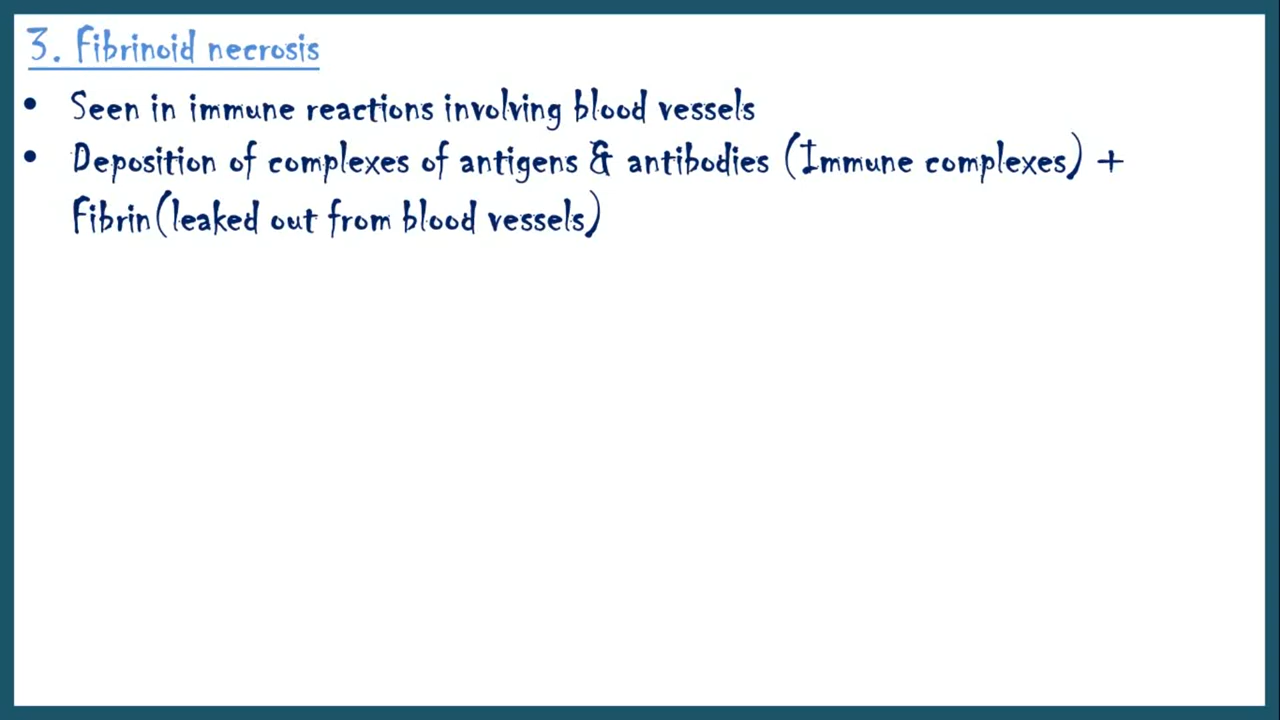 3. Fibrinoid necrosis
• Seen in immune reactions involving blood vessels
• Deposition of complexes of antigens & antibodies (Immune complexes) +
Fibrin(leaked out from blood vessels)